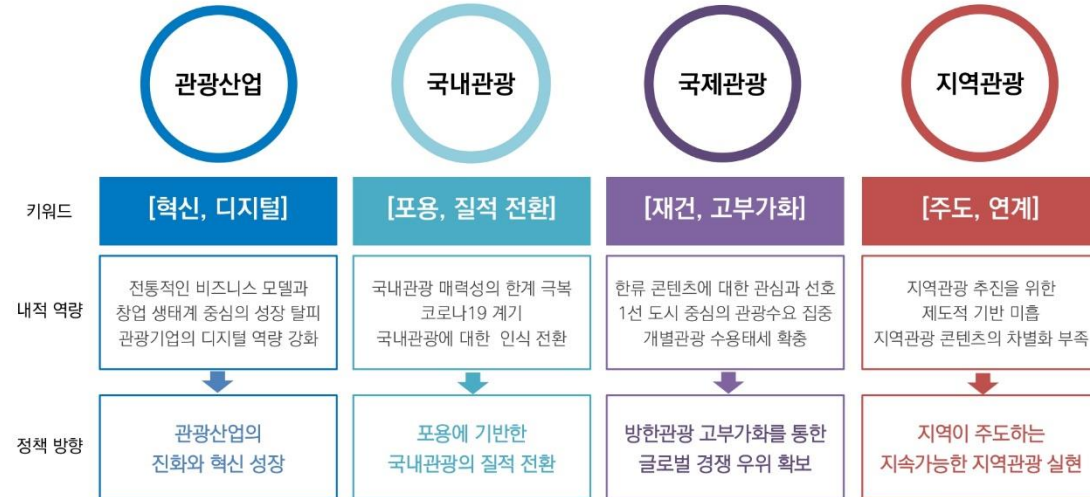 관광산업
국내관광
국제관광
지역관광
키워드
[혁신, 디지털]
[포용, 질적 전환]
[재건, 고부가화]
[주도, 연계]
내적 역량
전통적인 비즈니스 모델과
창업 생태계 중심의 성장 탈피
관광기업의 디지털 역량 강화
국내관광 매력성의 한계 극복
코로나19 계기
국내관광에 대한 인식 전환
한류 콘텐츠에 대한 관심과 선호
1선 도시 중심의 관광수요 집중
개별관광 수용태세 확충
지역관광 추진을 위한
제도적 기반 미흡
지역관광 콘텐츠의 차별화 부족
정책 방향
관광산업의
진화와 혁신 성장
포용에 기반한
국내관광의 질적 전환
방한관광 고부가화를 통한
글로벌 경쟁 우위 확보
지역이 주도하는
지속가능한 지역관광 실현